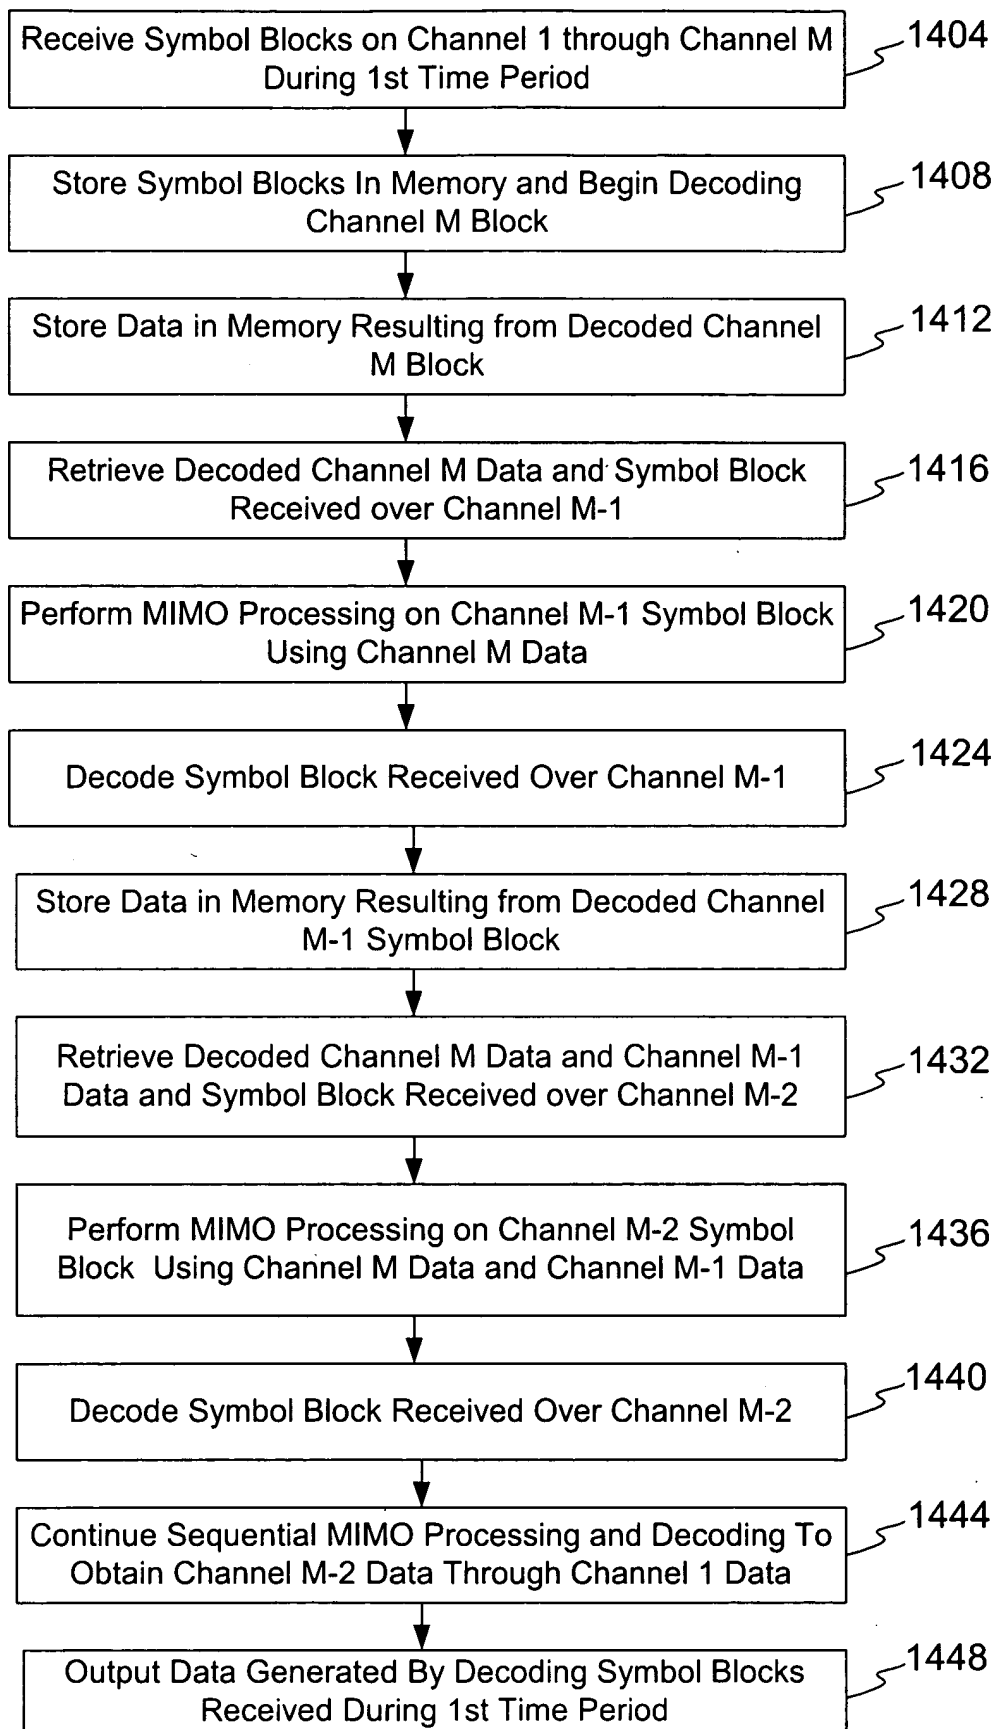 Receive Symbol Blocks on Channel 1 through Channel M
During 1st Time Period
1404
Store Symbol Blocks In Memory and Begin Decoding
Channel M Block
1408
Store Data in Memory Resulting from Decoded Channel
M Block
1412
Retrieve Decoded Channel M Data and Symbol Block
Received over Channel M-1
1416
Perform MIMO Processing on Channel M-1 Symbol Block
Using Channel M Data
1420
Decode Symbol Block Received Over Channel M-1
1424
Store Data in Memory Resulting from Decoded Channel
M-1 Symbol Block
1428
Retrieve Decoded Channel M Data and Channel M-1
Data and Symbol Block Received over Channel M-2
1432
Perform MIMO Processing on Channel M-2 Symbol
Block Using Channel M Data and Channel M-1 Data
1436
Decode Symbol Block Received Over Channel M-2
1440
Continue Sequential MIMO Processing and Decoding To
Obtain Channel M-2 Data Through Channel 1 Data
1444
Output Data Generated By Decoding Symbol Blocks
Received During 1st Time Period
1448